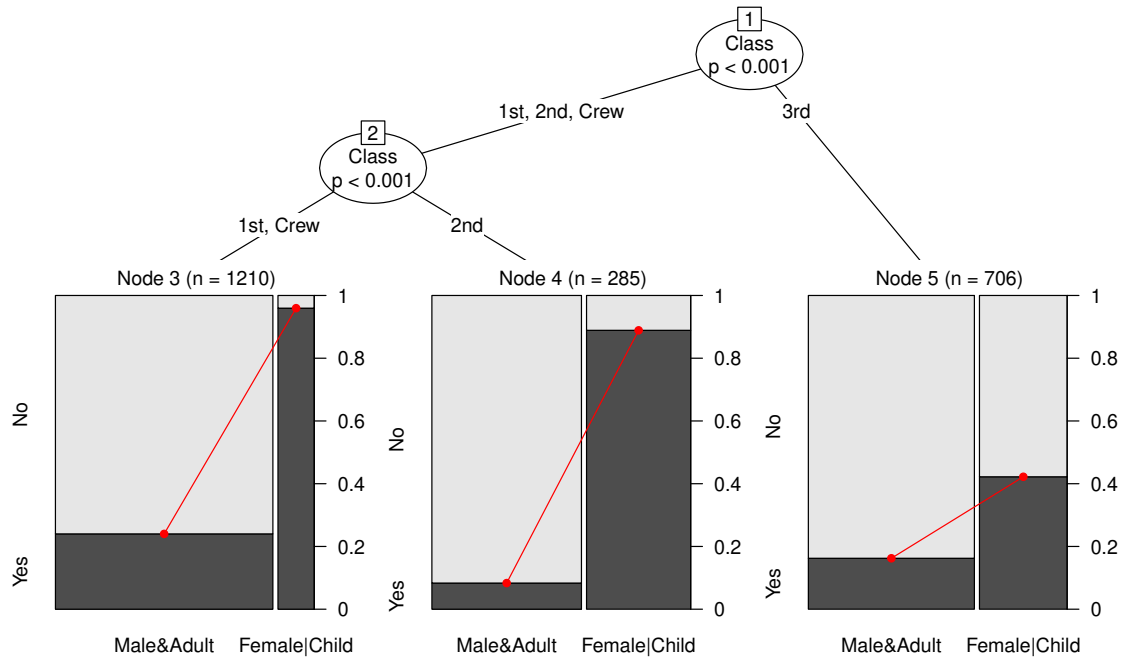 1
Class
p < 0.001
1st, 2nd, Crew
3rd
2
Class
p < 0.001
1st, Crew
2nd
Node 3 (n = 1210)
No
Yes
1
0.8
0.6
0.4
0.2
0
Male&Adult
Female|Child
Node 4 (n = 285)
No
Yes
1
0.8
0.6
0.4
0.2
0
Male&Adult
Female|Child
Node 5 (n = 706)
No
Yes
1
0.8
0.6
0.4
0.2
0
Male&Adult
Female|Child